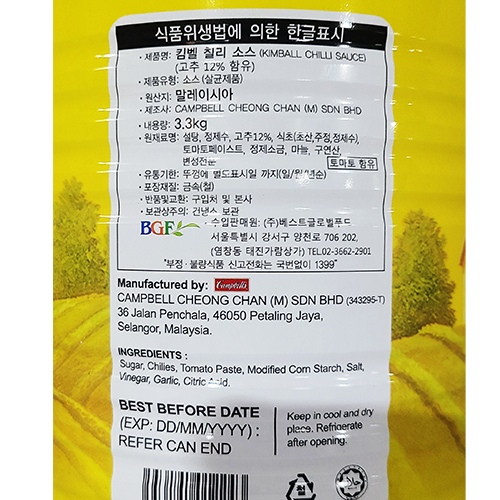 식품위생법에 의한 한글표시
· 제품명: 킴벨 칠리 소스 (KIMBALL CHILLI SAUCE)
(고추 12% 함유)
· 제품유형: 소스(살균제품)
· 원산지: 말레이시아
· 제조사: CAMPBELL CHEONG CHAN (M) SDN BHD
· 내용량: 3.3kg
· 원재료명: 설탕, 정제수, 고추12%, 식초(초산,주정,정제수),
토마토페이스트, 정제소금, 마늘, 구연산,
변성전분
토마토 함유
· 유통기한: 뚜껑에 별도표시일 까지(일/월/년순)
· 포장재질: 금속(철)
· 반품및교환: 구입처 및 본사
· 보관상주의: 건냉소 보관
BGF
· 수입판매원: (주)베스트글로벌푸드
서울특별시 강서구 양천로 706 202,
(염창동 태진가람상가) TEL.02-3662-2901
"부정·불량식품 신고전화는 국번없이 1399"
Manufactured by: Campbell's
CAMPBELL CHEONG CHAN (M) SDN BHD (343295-T)
36 Jalan Penchala, 46050 Petaling Jaya,
Selangor, Malaysia.
INGREDIENTS :
Sugar, Chilies, Tomato Paste, Modified Corn Starch, Salt,
Vinegar, Garlic, Citric Acid.
BEST BEFORE DATE
(EXP: DD/MM/YYYY) :
REFER CAN END
Keep in cool and dry
place. Refrigerate
after opening.
철